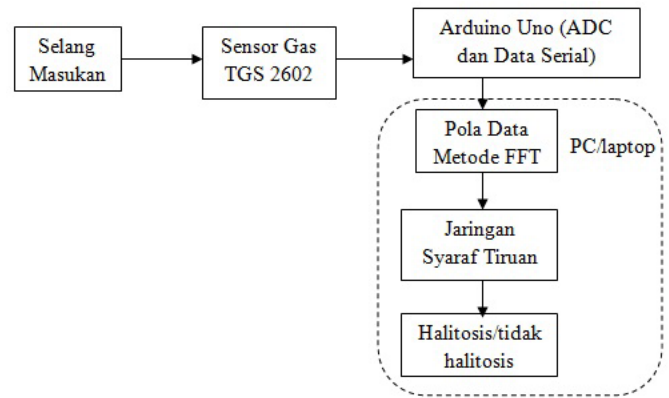 Selang
Masukan
Sensor Gas
TGS 2602
Arduino Uno (ADC
dan Data Serial)
Pola Data
Metode FFT
PC/laptop
Jaringan
Syaraf Tiruan
Halitosis/tidak
halitosis